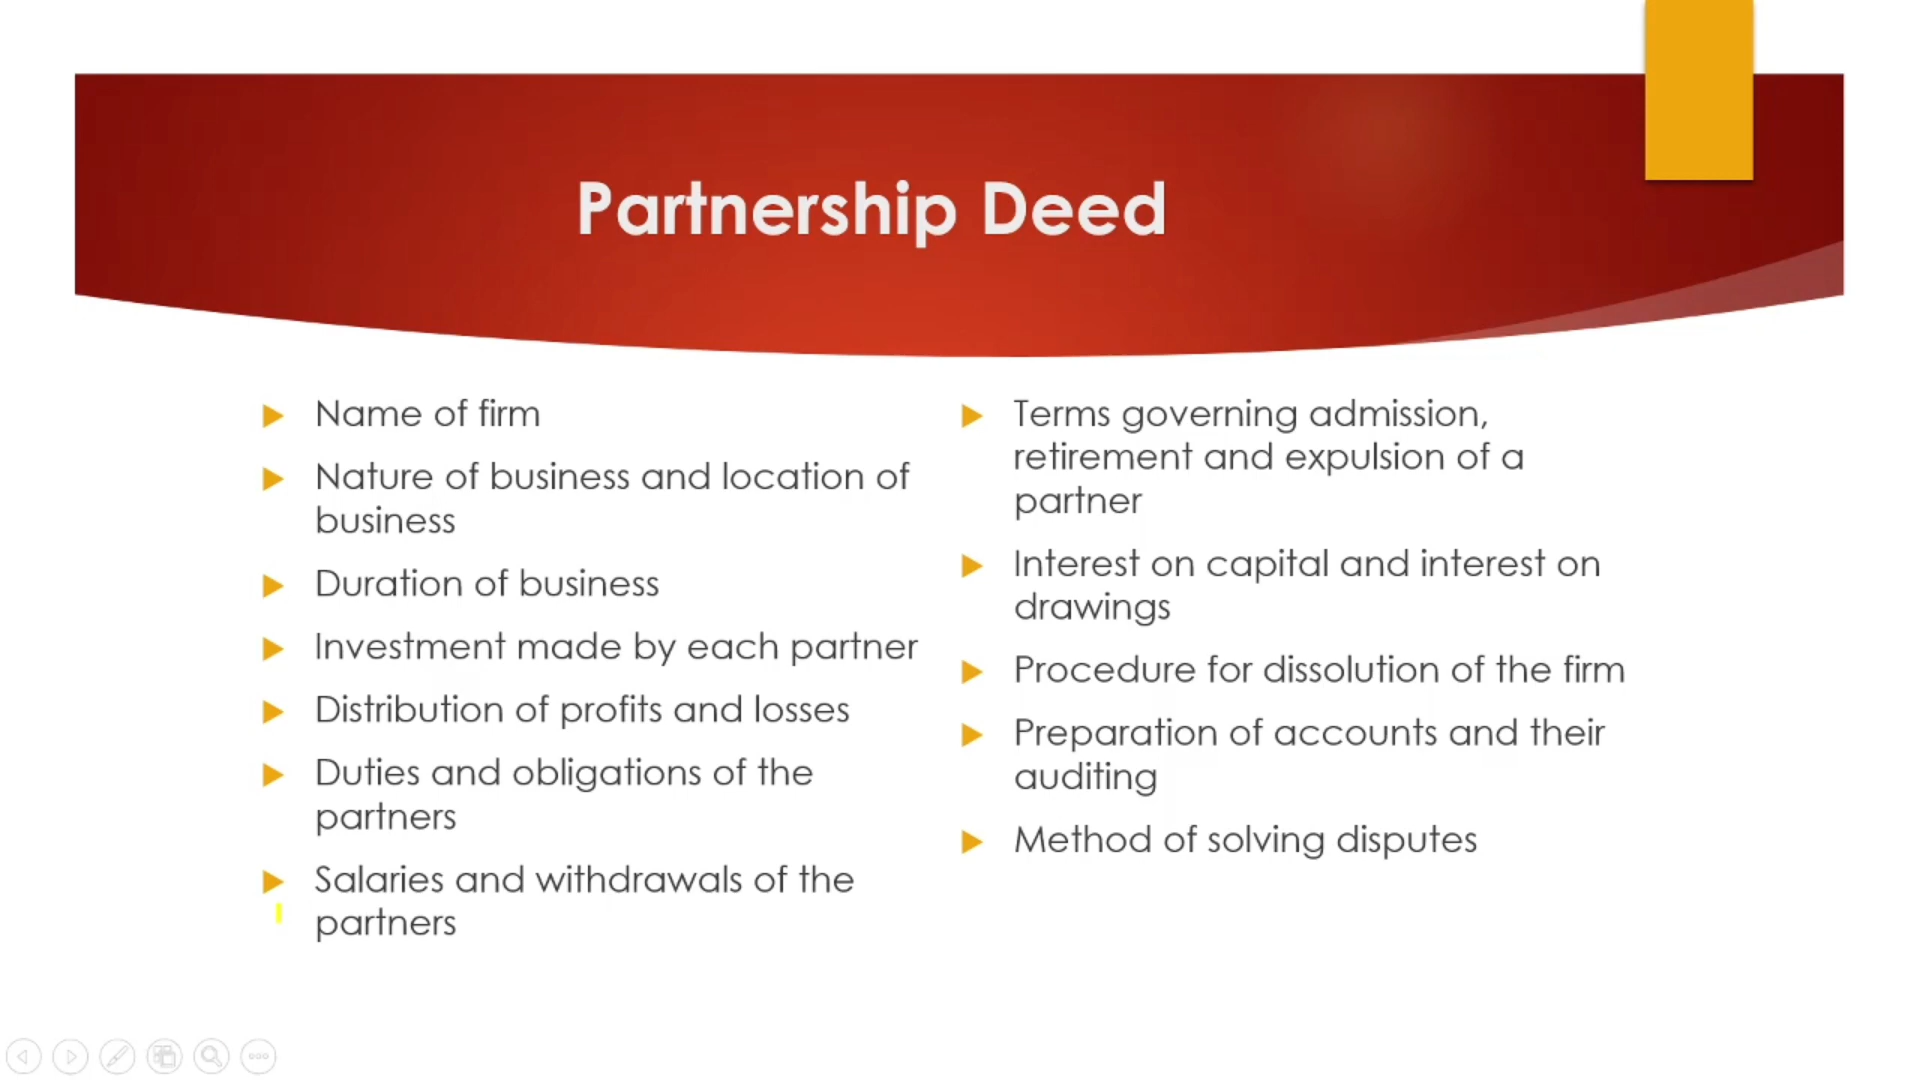 Partnership Deed
Name of firm
Nature of business and location of
business
Duration of business
Investment made by each partner
Distribution of profits and losses
Duties and obligations of the
partners
Salaries and withdrawals of the
partners
Terms governing admission,
retirement and expulsion of a
partner
Interest on capital and interest on
drawings
Procedure for dissolution of the firm
Preparation of accounts and their
auditing
Method of solving disputes